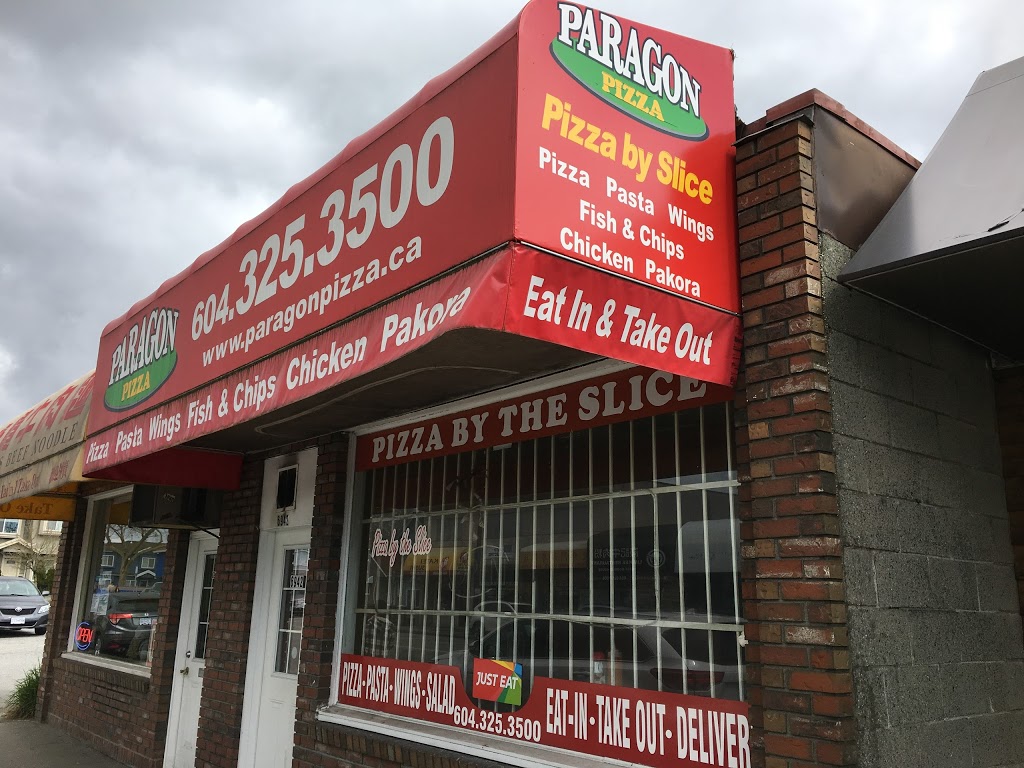 PARAGON
PIZZA
Pizza by Slice
Pizza Pasta Wings
Fish & Chips
Chicken Pakora
Eat In & Take Out
604.325.3500
www.paragonpizza.ca
PARAGON
PIZZA
Pizza Pasta Wings Fish & Chips Chicken Pakora
BEEF NOODLE
PIZZA BY THE SLICE
Pizza by the Slice
OPEN
PIZZA•PASTA•WINGS•SALAD
JUST EAT
604.325.3500
EAT-IN•TAKE OUT•DELIVER